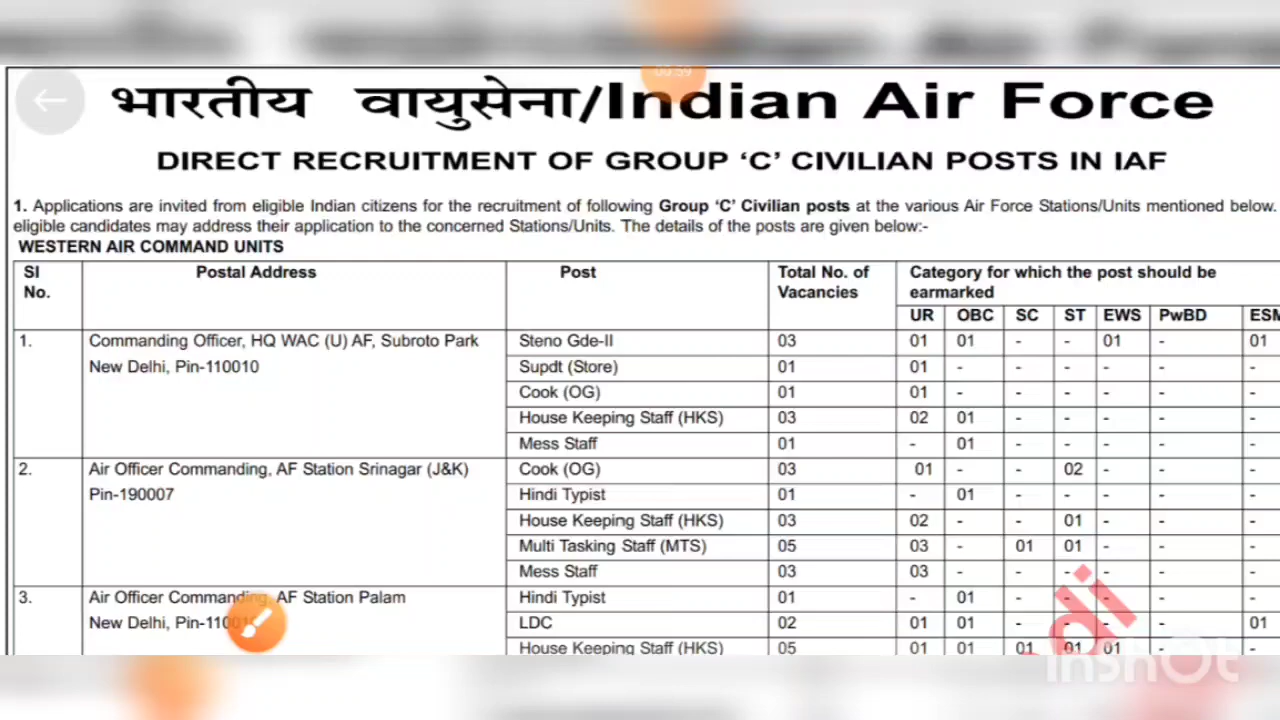 00:59
भारतीय वायुसेना/Indian Air Force
DIRECT RECRUITMENT OF GROUP ‘C’ CIVILIAN POSTS IN IAF
1. Applications are invited from eligible Indian citizens for the recruitment of following Group ‘C’ Civilian posts at the various Air Force Stations/Units mentioned below.
eligible candidates may address their application to the concerned Stations/Units. The details of the posts are given below:-
WESTERN AIR COMMAND UNITS
Sl No. Postal Address Post Total No. of Vacancies Category for which the post should be earmarked
UR OBC SC ST EWS PwBD ESM
1. Commanding Officer, HQ WAC (U) AF, Subroto Park Steno Gde-II 03 01 01 - - 01 - 01
New Delhi, Pin-110010 Supdt (Store) 01 01 - - - - - -
Cook (OG) 01 01 - - - - - -
House Keeping Staff (HKS) 03 02 01 - - - - -
Mess Staff 01 - 01 - - - - -
2. Air Officer Commanding, AF Station Srinagar (J&K) Cook (OG) 03 01 - - 02 - - -
Pin-190007 Hindi Typist 01 - 01 - - - - -
House Keeping Staff (HKS) 03 02 - - 01 - - -
Multi Tasking Staff (MTS) 05 03 - 01 01 - - -
Mess Staff 03 03 - - - - - -
3. Air Officer Commanding, AF Station Palam Hindi Typist 01 - 01 - - - - -
New Delhi, LDC 02 01 01 - - - - 01
House Keeping Staff (HKS) 05 01 01 01 01 01 - -
di
InShOt